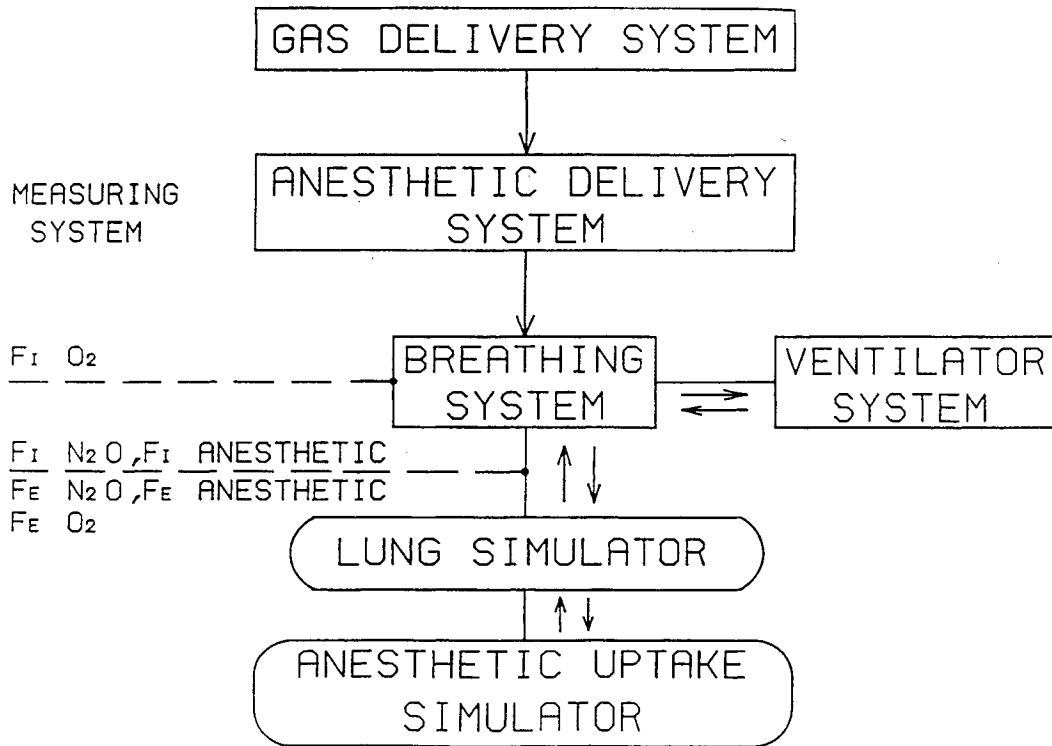 GAS DELIVERY SYSTEM
ANESTHETIC DELIVERY
SYSTEM
MEASURING
SYSTEM
FI O2
BREATHING
SYSTEM
VENTILATOR
SYSTEM
FI N2O,FI ANESTHETIC
FE N2O,FE ANESTHETIC
FE O2
LUNG SIMULATOR
ANESTHETIC UPTAKE
SIMULATOR